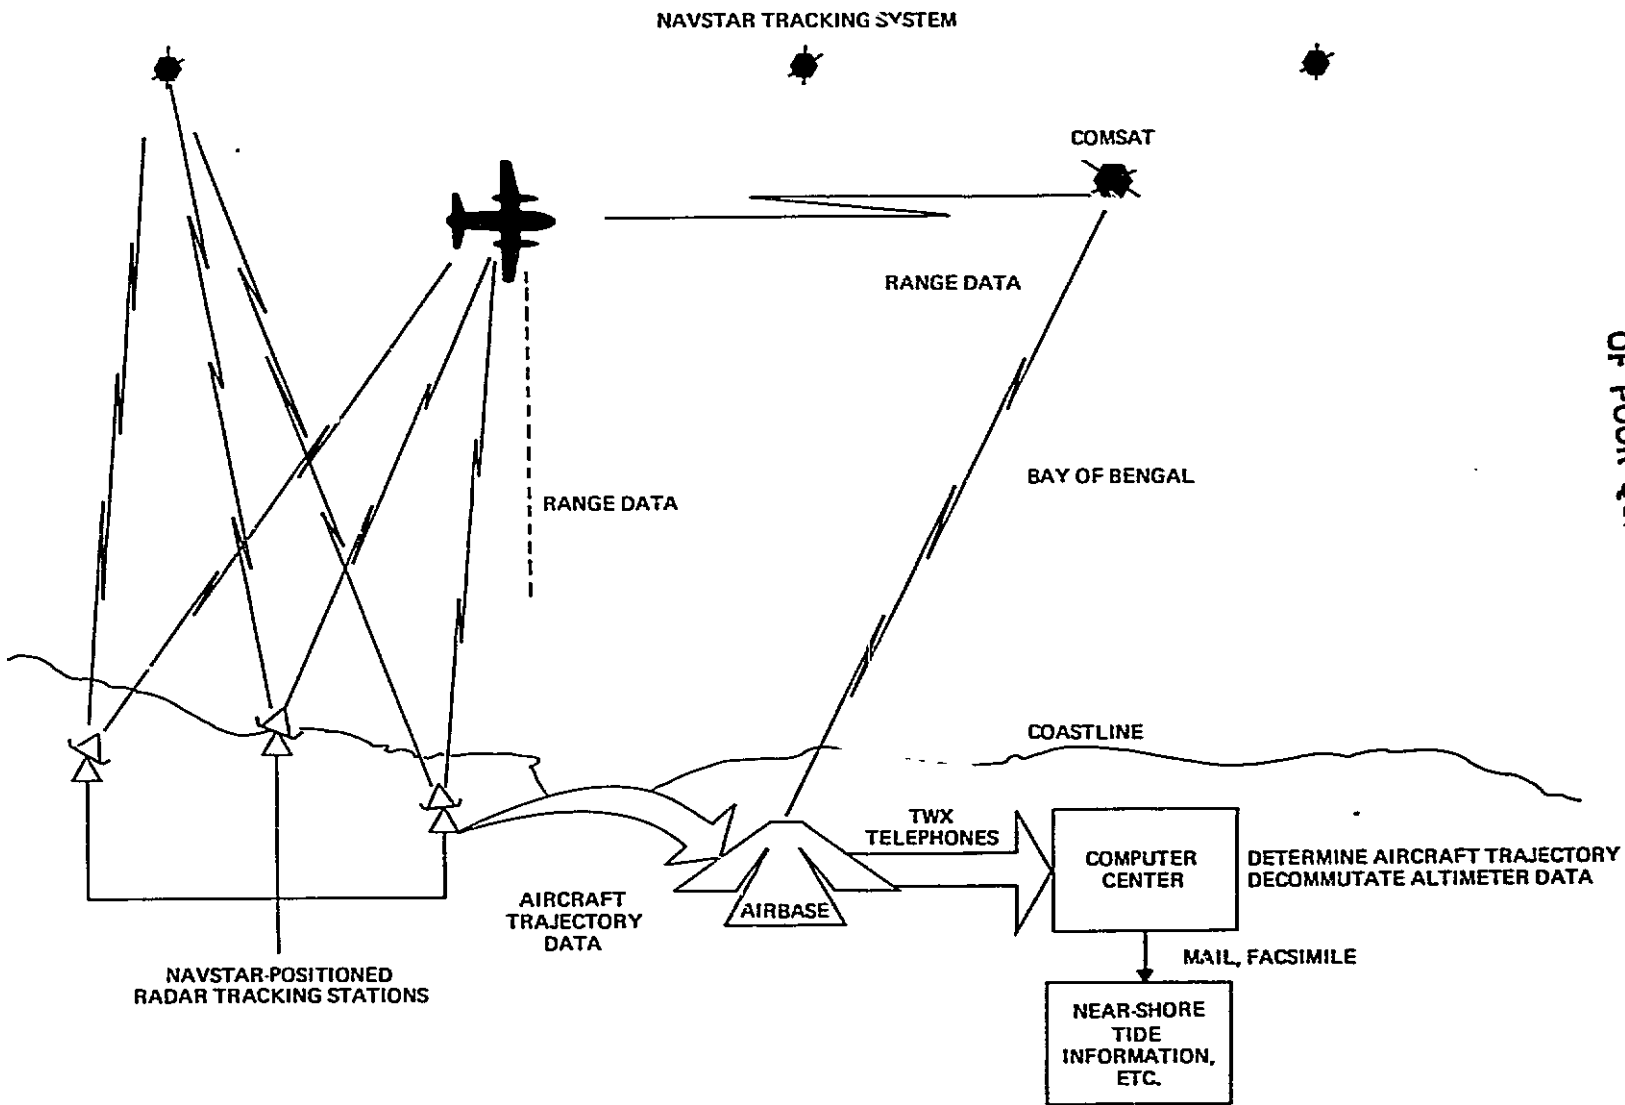 NAVSTAR TRACKING SYSTEM
COMSAT
RANGE DATA
OF POOR
BAY OF BENGAL
RANGE DATA
COASTLINE
TWX
TELEPHONES
COMPUTER
CENTER
DETERMINE AIRCRAFT TRAJECTORY
DECOMMUTATE ALTIMETER DATA
AIRBASE
AIRCRAFT
TRAJECTORY
DATA
MAIL, FACSIMILE
NAVSTAR-POSITIONED
RADAR TRACKING STATIONS
NEAR-SHORE
TIDE
INFORMATION,
ETC.